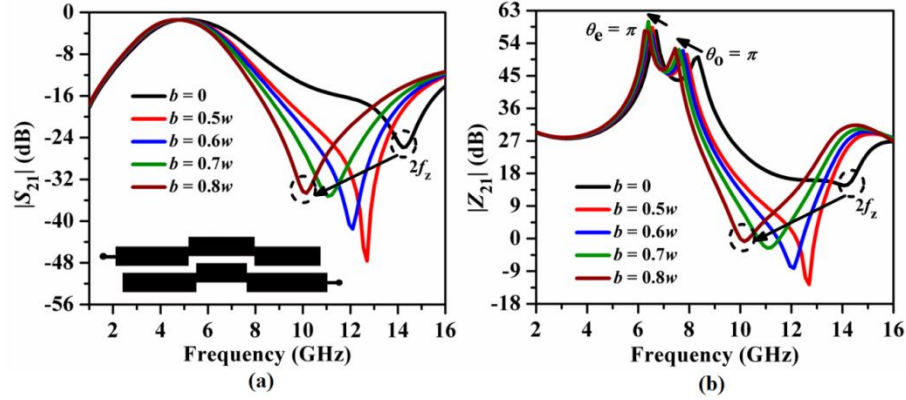 (a)
|S21| (dB)
0
-8
-16
-24
-32
-40
-48
-56
b = 0
b = 0.5w
b = 0.6w
b = 0.7w
b = 0.8w
2fz
2 4 6 8 10 12 14 16
Frequency (GHz)
(a)
(b)
|Z21| (dB)
63
54
45
36
27
18
9
0
-9
-18
θe = π
θo = π
b = 0
b = 0.5w
b = 0.6w
b = 0.7w
b = 0.8w
2fz
2 4 6 8 10 12 14 16
Frequency (GHz)
(b)